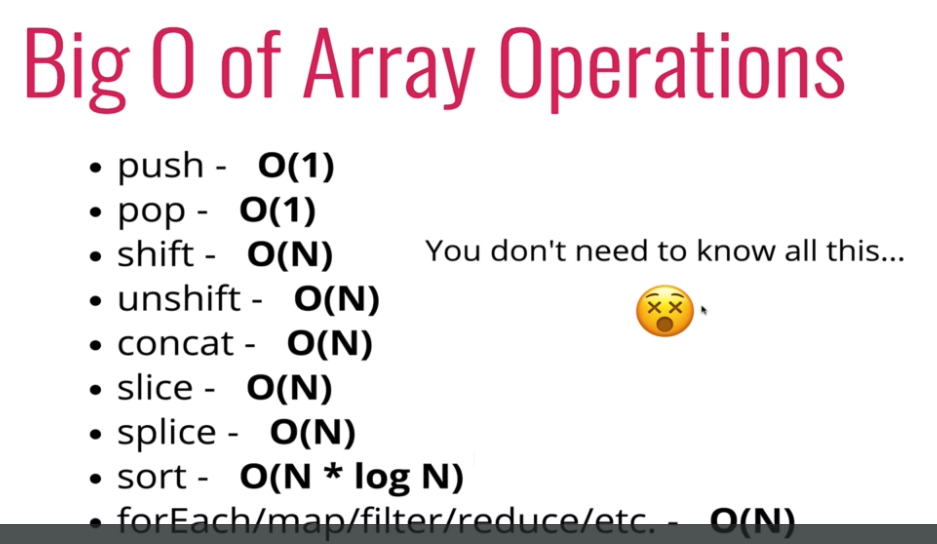 Big O of Array Operations
• push - O(1)
• pop - O(1)
• shift - O(N)
You don't need to know all this...
• unshift - O(N)
• concat - O(N)
• slice - O(N)
• splice - O(N)
• sort - O(N * log N)
• forEach/map/filter/reduce/etc. - O(N)